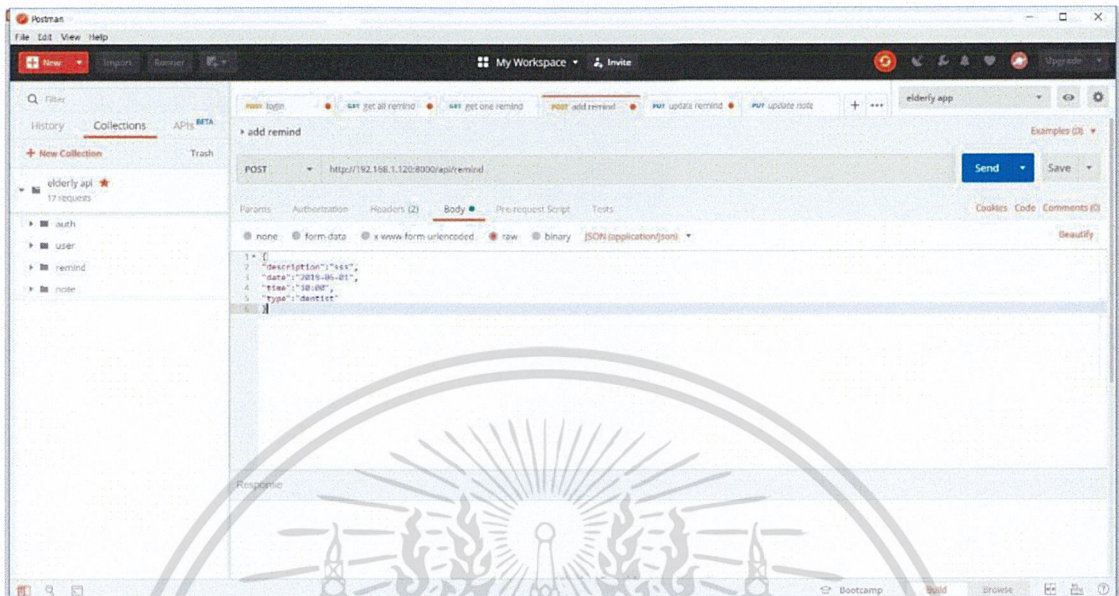 Postman
File Edit View Help
New Import Runner My Workspace Invite Upgrade
Filter
History Collections APIs BETA
+ New Collection Trash
elderly api
17 requests
auth
user
remind
note
POST login GET get all remind GET get one remind POST add remind PUT update remind PUT update note + ... elderly app
add remind Examples (0)
POST http://192.168.1.120:8000/api/remind Send Save
Params Authorization Headers (2) Body Pre-request Script Tests Cookies Code Comments (0)
none form-data x-www-form-urlencoded raw binary JSON (application/json) Beautify
1 {
2 "description":"sss",
3 "date":"2019-06-01",
4 "time":"10:00",
5 "type":"dentist"
6 }
Response
Bootcamp Build Browse